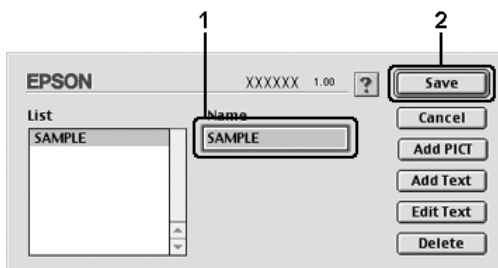 1 2
EPSON XXXXXX 1.00 ? Save
List Name Cancel
SAMPLE SAMPLE
Add PICT
Add Text
Edit Text
Delete